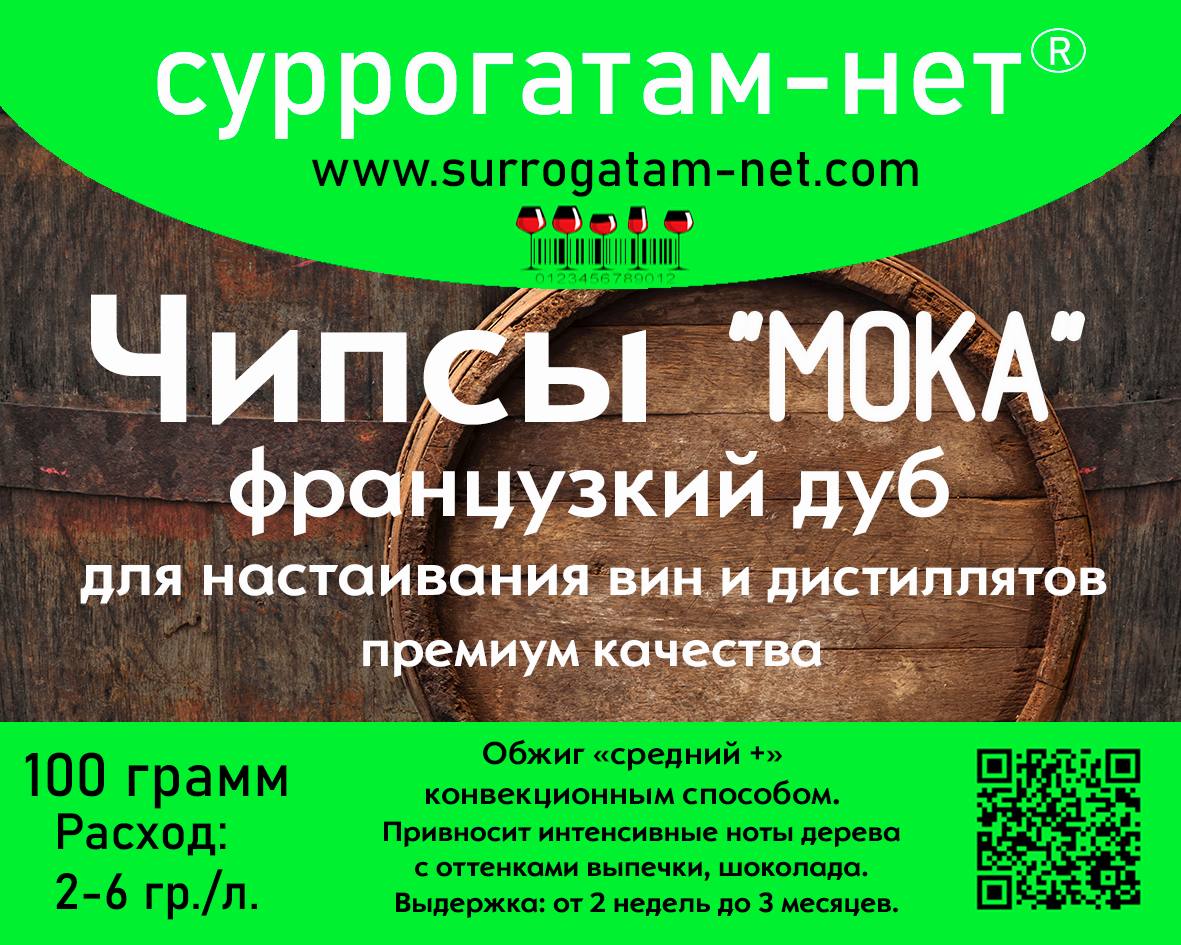 суррогатам-нет®
www.surrogatam-net.com
0123456789012
Чипсы "МОКА"
французкий дуб
для настаивания вин и дистиллятов
премиум качества
100 грамм
Расход:
2-6 гр./л.
Обжиг «средний +»
конвекционным способом.
Привносит интенсивные ноты дерева
с оттенками выпечки, шоколада.
Выдержка: от 2 недель до 3 месяцев.